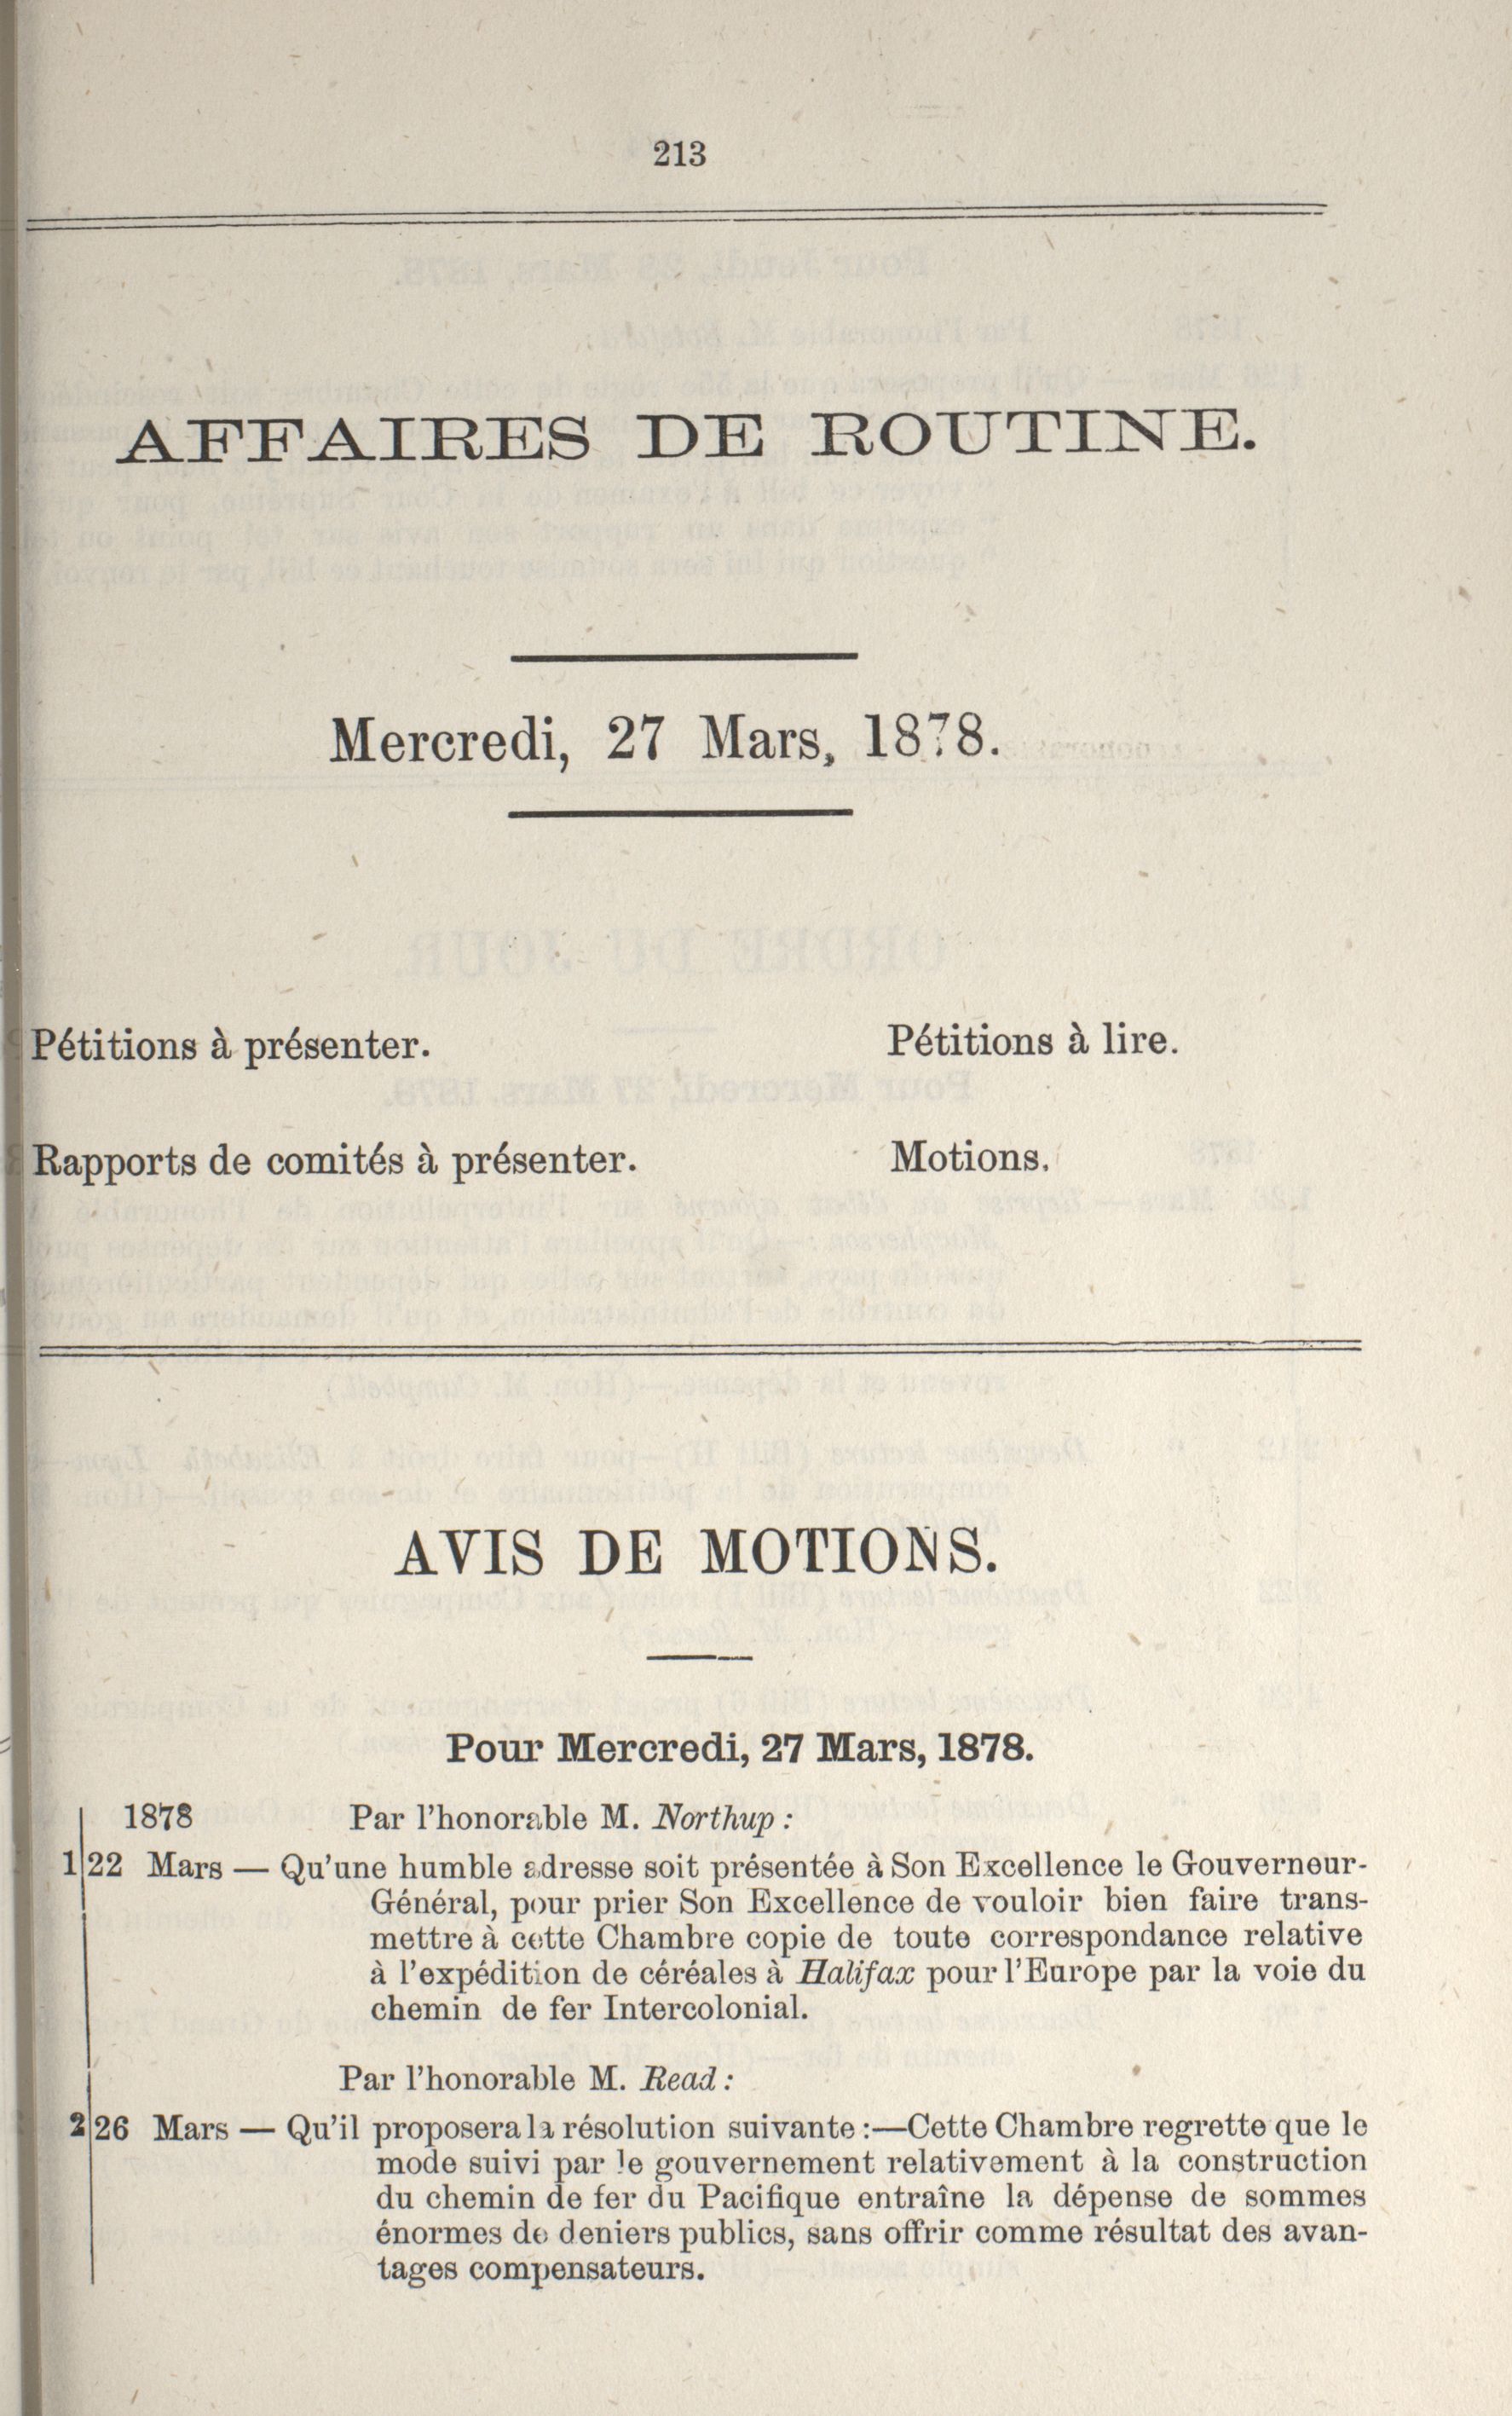 213
AFFAIRES DE ROUTINE.
Mercredi, 27 Mars, 1878.
Pétitions à présenter. Pétitions à lire.
Rapports de comités à présenter. Motions.
AVIS DE MOTIONS.
Pour Mercredi, 27 Mars, 1878.
1878 Par l'honorable M. Northup :
1|22 Mars — Qu'une humble adresse soit présentée à Son Excellence le Gouverneur-
Général, pour prier Son Excellence de vouloir bien faire trans-
mettre à cette Chambre copie de toute correspondance relative
à l'expédition de céréales à Halifax pour l'Europe par la voie du
chemin de fer Intercolonial.
Par l'honorable M. Read :
2|26 Mars — Qu'il proposera la résolution suivante :—Cette Chambre regrette que le
mode suivi par le gouvernement relativement à la construction
du chemin de fer du Pacifique entraîne la dépense de sommes
énormes de deniers publics, sans offrir comme résultat des avan-
tages compensateurs.